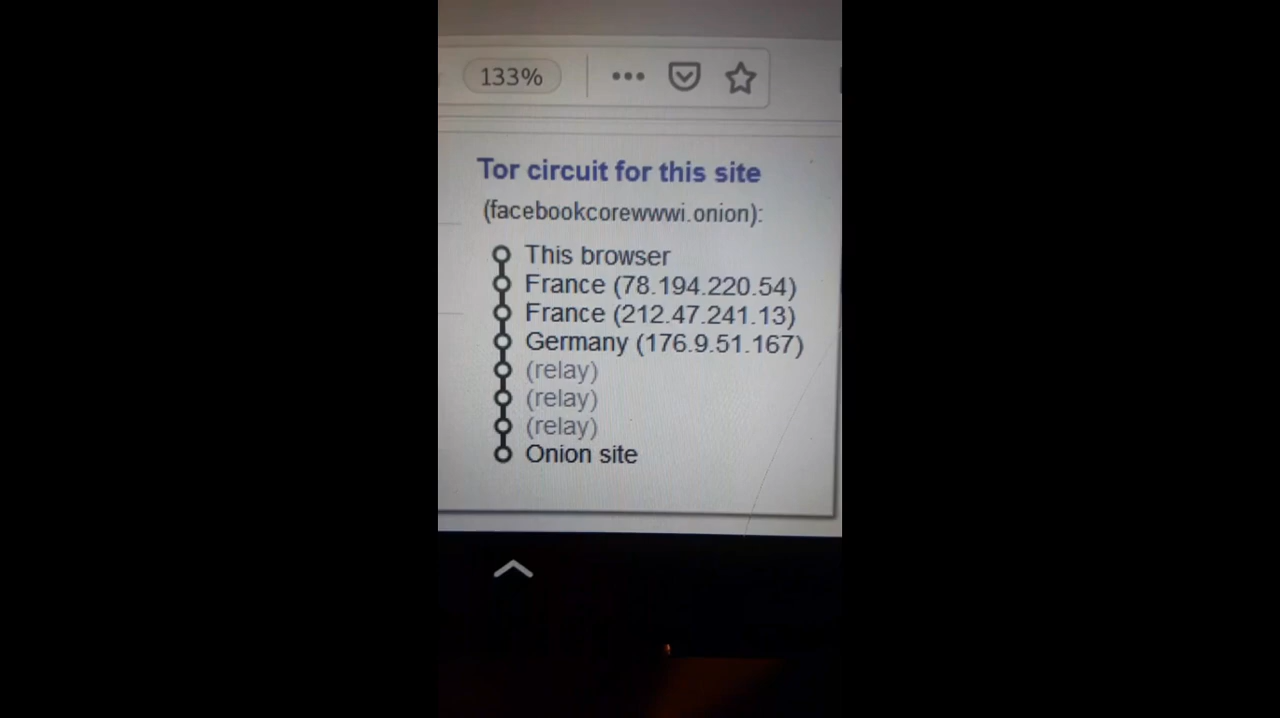 133%
Tor circuit for this site
(facebookcorewwwi.onion):
This browser
France (78.194.220.54)
France (212.47.241.13)
Germany (176.9.51.167)
(relay)
(relay)
(relay)
Onion site